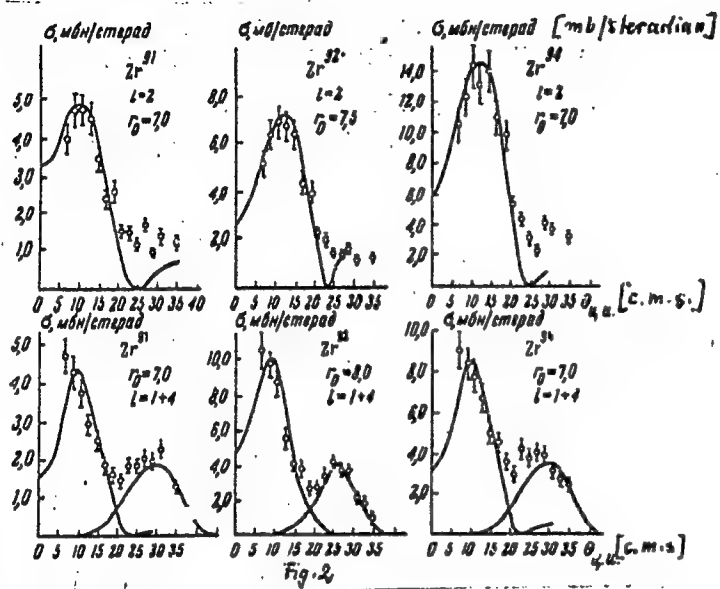 σ, мбн/стерад
σ, мб/стерад
σ, мбн/стерад [mb/steradian]
Zr⁹¹
l=2
r₀=7,0
Zr⁹²
l=2
r₀=7,5
Zr⁹⁴
l=2
r₀=7,0
5,0
4,0
3,0
2,0
1,0
8,0
6,0
4,0
2,0
14,0
12,0
10,0
8,0
6,0
4,0
2,0
0 5 10 15 20 25 30 35 40
0 5 10 15 20 25 30 35
0 5 10 15 20 25 30 35 θц.и. [c.m.s.]
σ, мбн/стерад
σ, мбн/стерад
σ, мбн/стерад
Zr⁹¹
r₀=7,0
l=1+4
r₀=8,0
l=1+4
Zr⁹⁴
r₀=7,0
l=1+4
5,0
4,0
3,0
2,0
1,0
10,0
8,0
6,0
4,0
2,0
10,0
8,0
6,0
4,0
2,0
0 5 10 15 20 25 30 35
0 5 10 15 20 25 30 35
0 5 10 15 20 25 30 35 θц.и. [c.m.s]
Fig.2